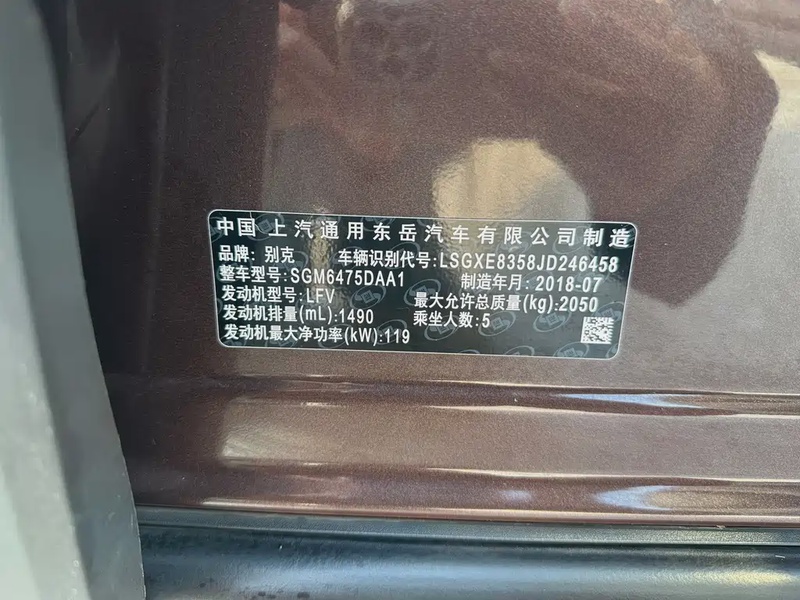 中国 上汽通用东岳汽车有限公司制造
品牌: 别克 车辆识别代号:LSGXE8358JD246458
整车型号:SGM6475DAA1 制造年月:2018-07
发动机型号:LFV 最大允许总质量(kg):2050
发动机排量(mL):1490 乘坐人数:5
发动机最大净功率(kW):119